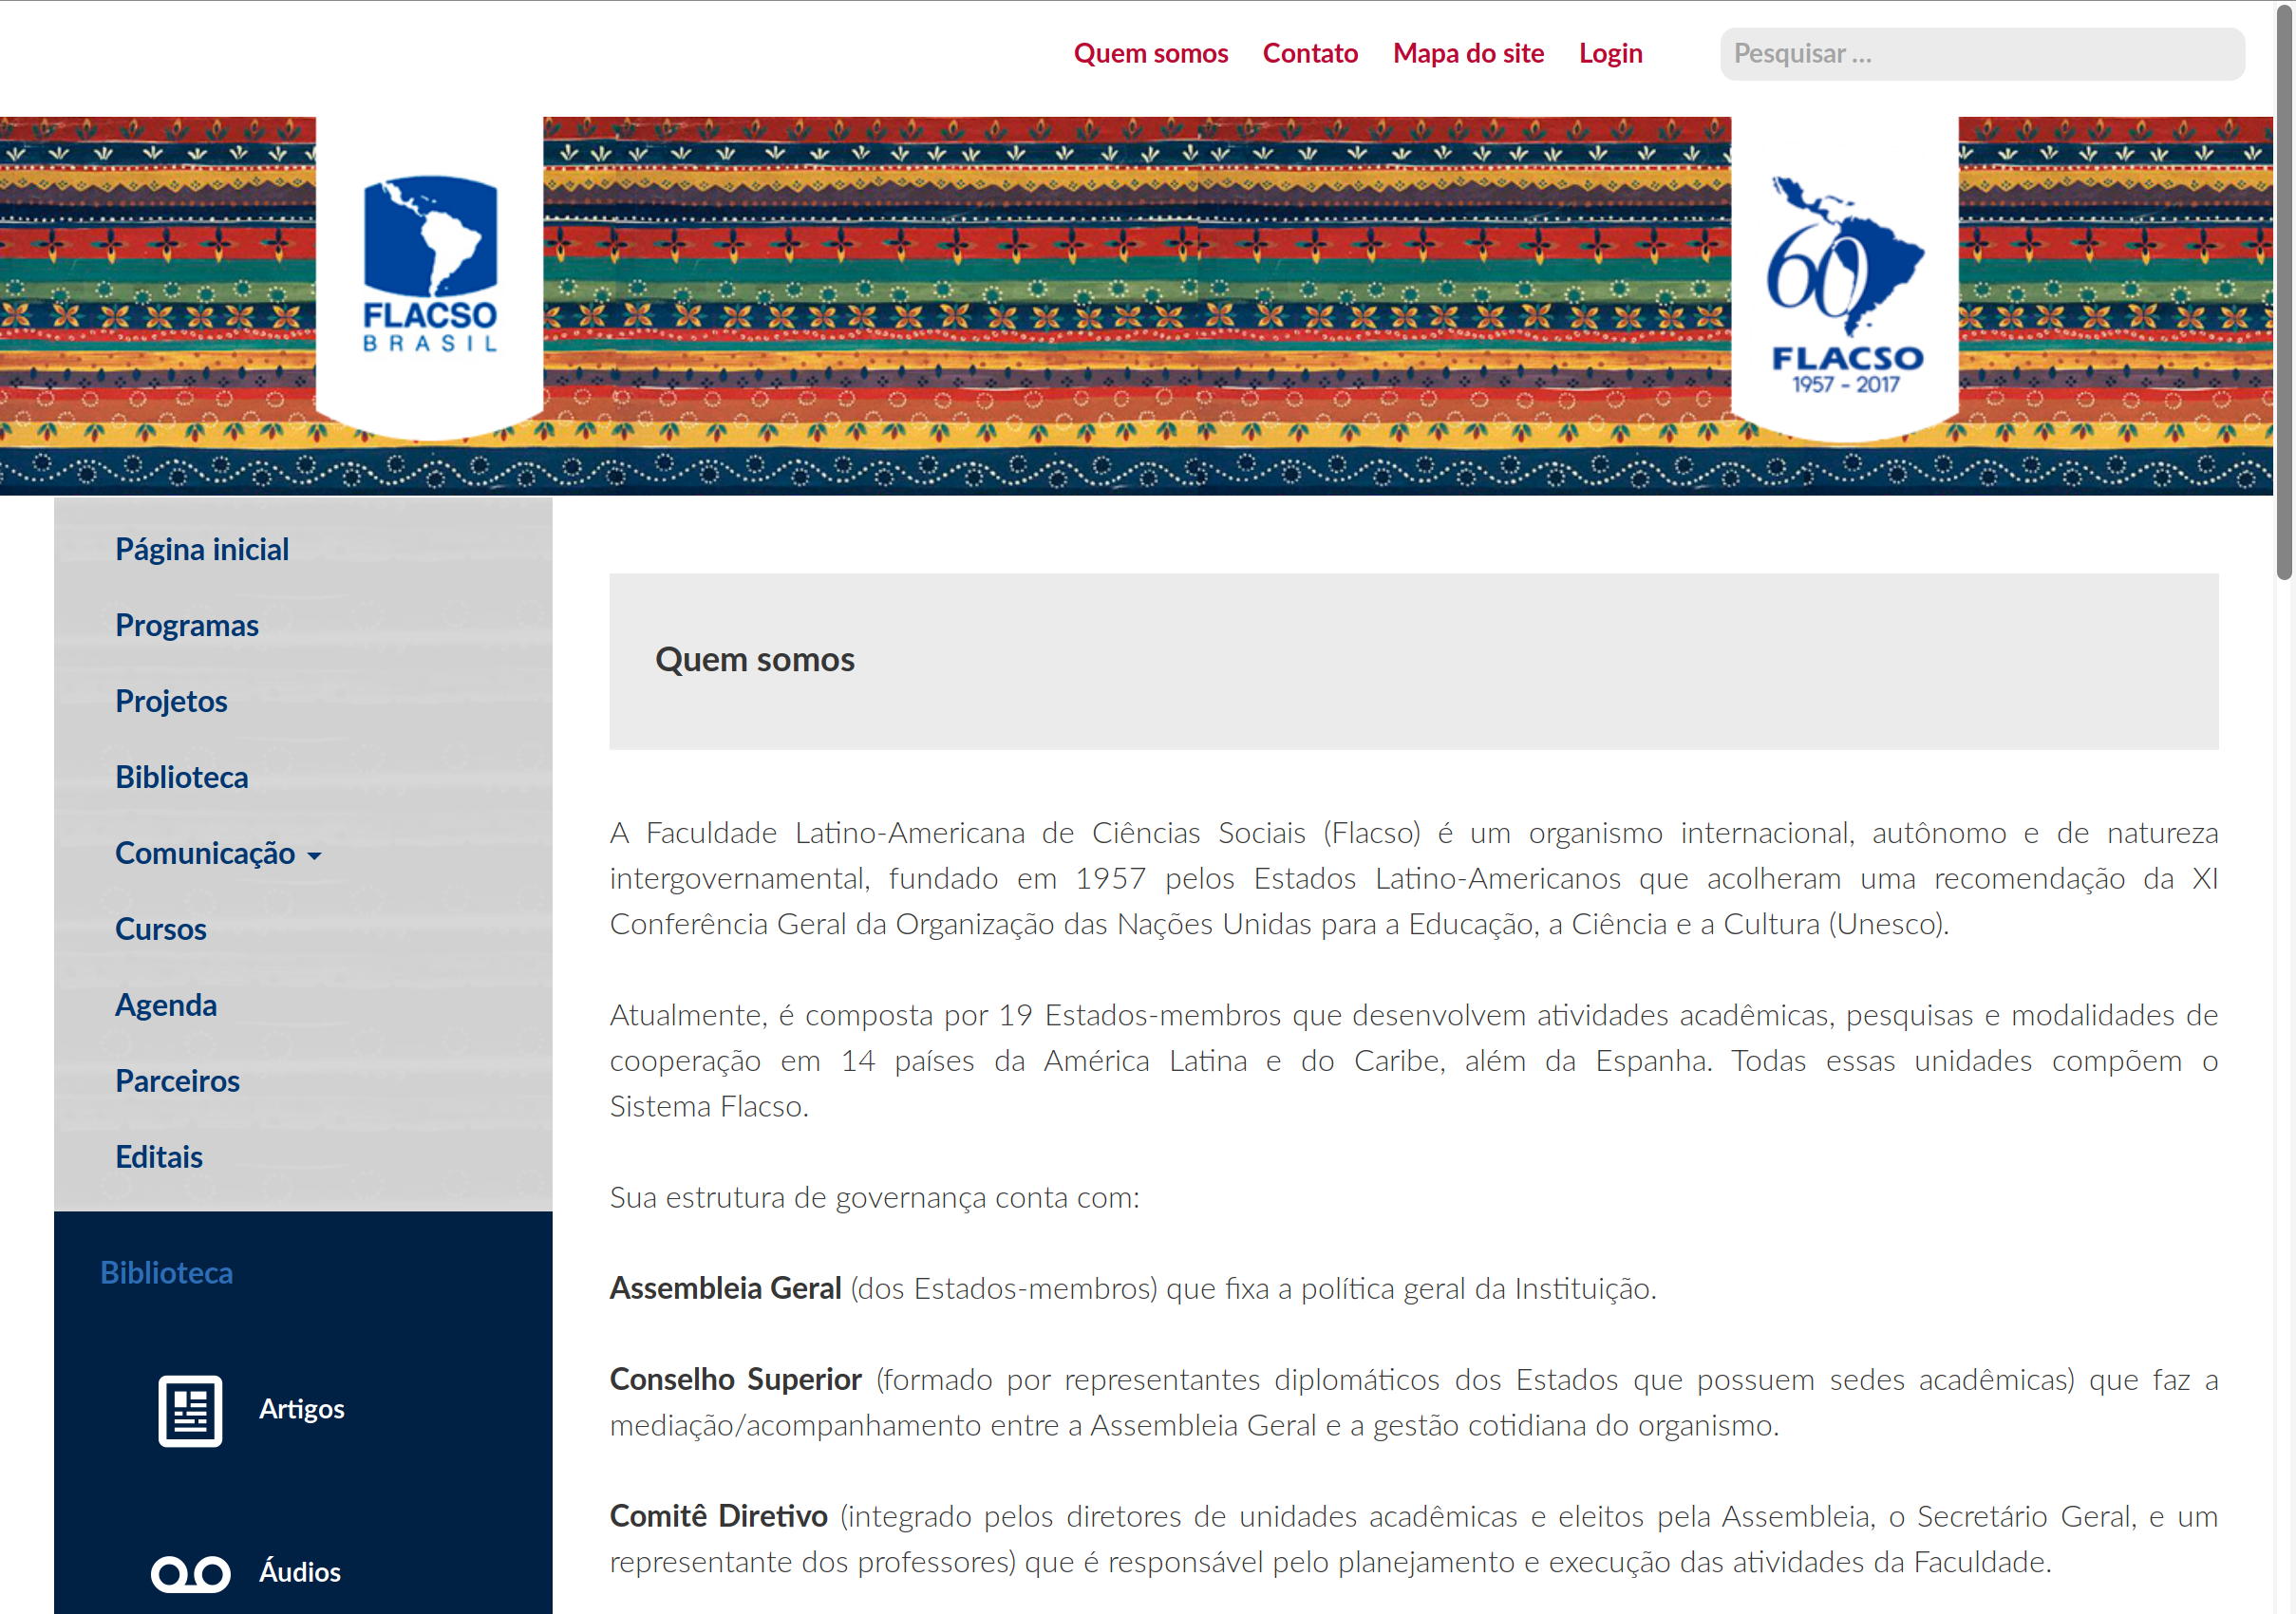 Quem somos Contato Mapa do site Login Pesquisar ...
FLACSO
BRASIL
60
FLACSO
1957 - 2017
Página inicial
Programas
Projetos
Biblioteca
Comunicação
Cursos
Agenda
Parceiros
Editais
Biblioteca
Artigos
Áudios
Quem somos
A Faculdade Latino-Americana de Ciências Sociais (Flacso) é um organismo internacional, autônomo e de natureza
intergovernamental, fundado em 1957 pelos Estados Latino-Americanos que acolheram uma recomendação da XI
Conferência Geral da Organização das Nações Unidas para a Educação, a Ciência e a Cultura (Unesco).
Atualmente, é composta por 19 Estados-membros que desenvolvem atividades acadêmicas, pesquisas e modalidades de
cooperação em 14 países da América Latina e do Caribe, além da Espanha. Todas essas unidades compõem o
Sistema Flacso.
Sua estrutura de governança conta com:
Assembleia Geral (dos Estados-membros) que fixa a política geral da Instituição.
Conselho Superior (formado por representantes diplomáticos dos Estados que possuem sedes acadêmicas) que faz a
mediação/acompanhamento entre a Assembleia Geral e a gestão cotidiana do organismo.
Comitê Diretivo (integrado pelos diretores de unidades acadêmicas e eleitos pela Assembleia, o Secretário Geral, e um
representante dos professores) que é responsável pelo planejamento e execução das atividades da Faculdade.